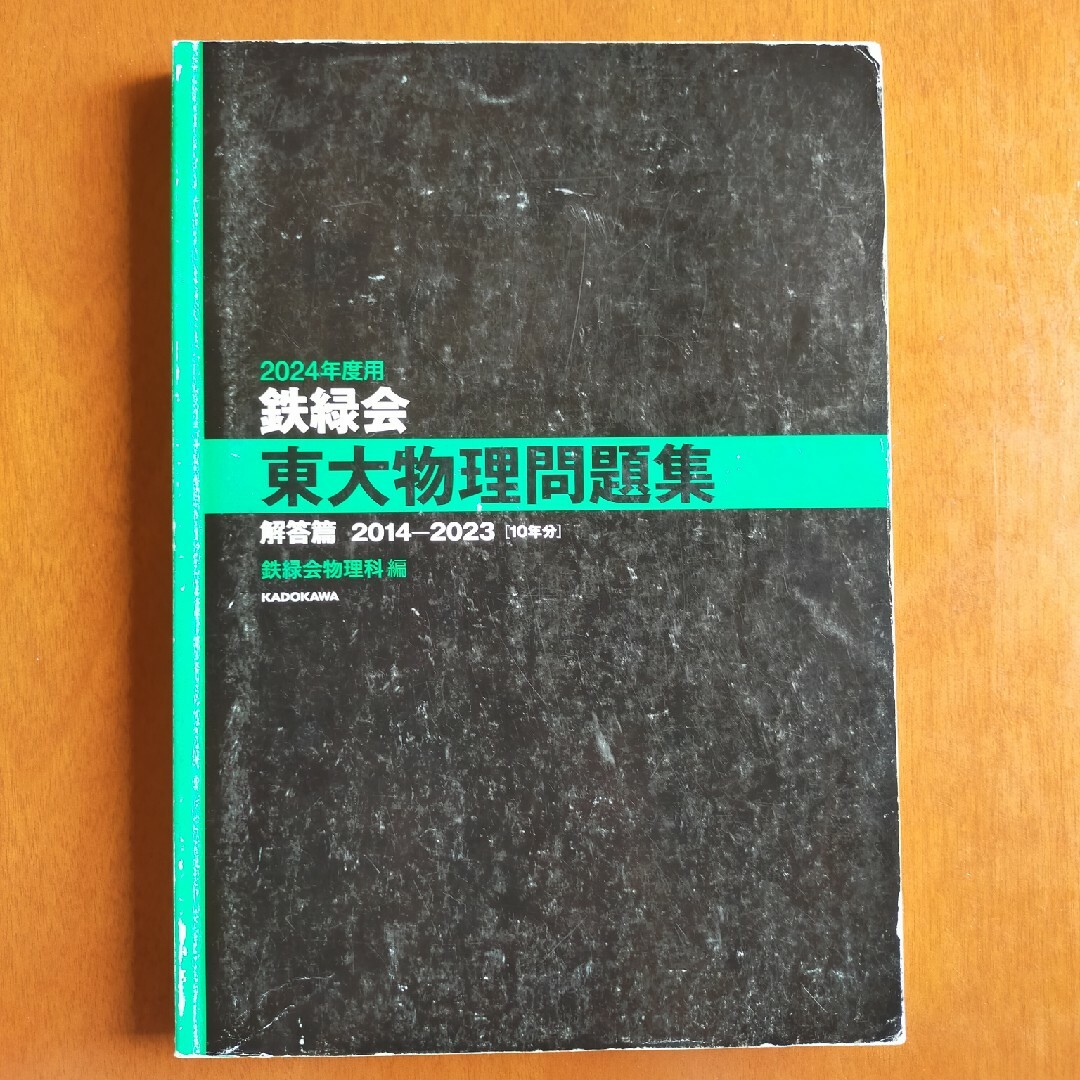 2024年度用
鉄緑会
東大物理問題集
解答篇 2014—2023 [10年分]
鉄緑会物理科 編
KADOKAWA